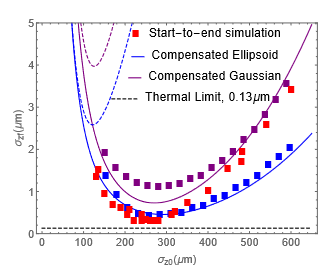 5
4
3
2
1
0
σzf(μm)
Start-to-end simulation
Compensated Ellipsoid
Compensated Gaussian
Thermal Limit, 0.13μm
0 100 200 300 400 500 600
σz0(μm)